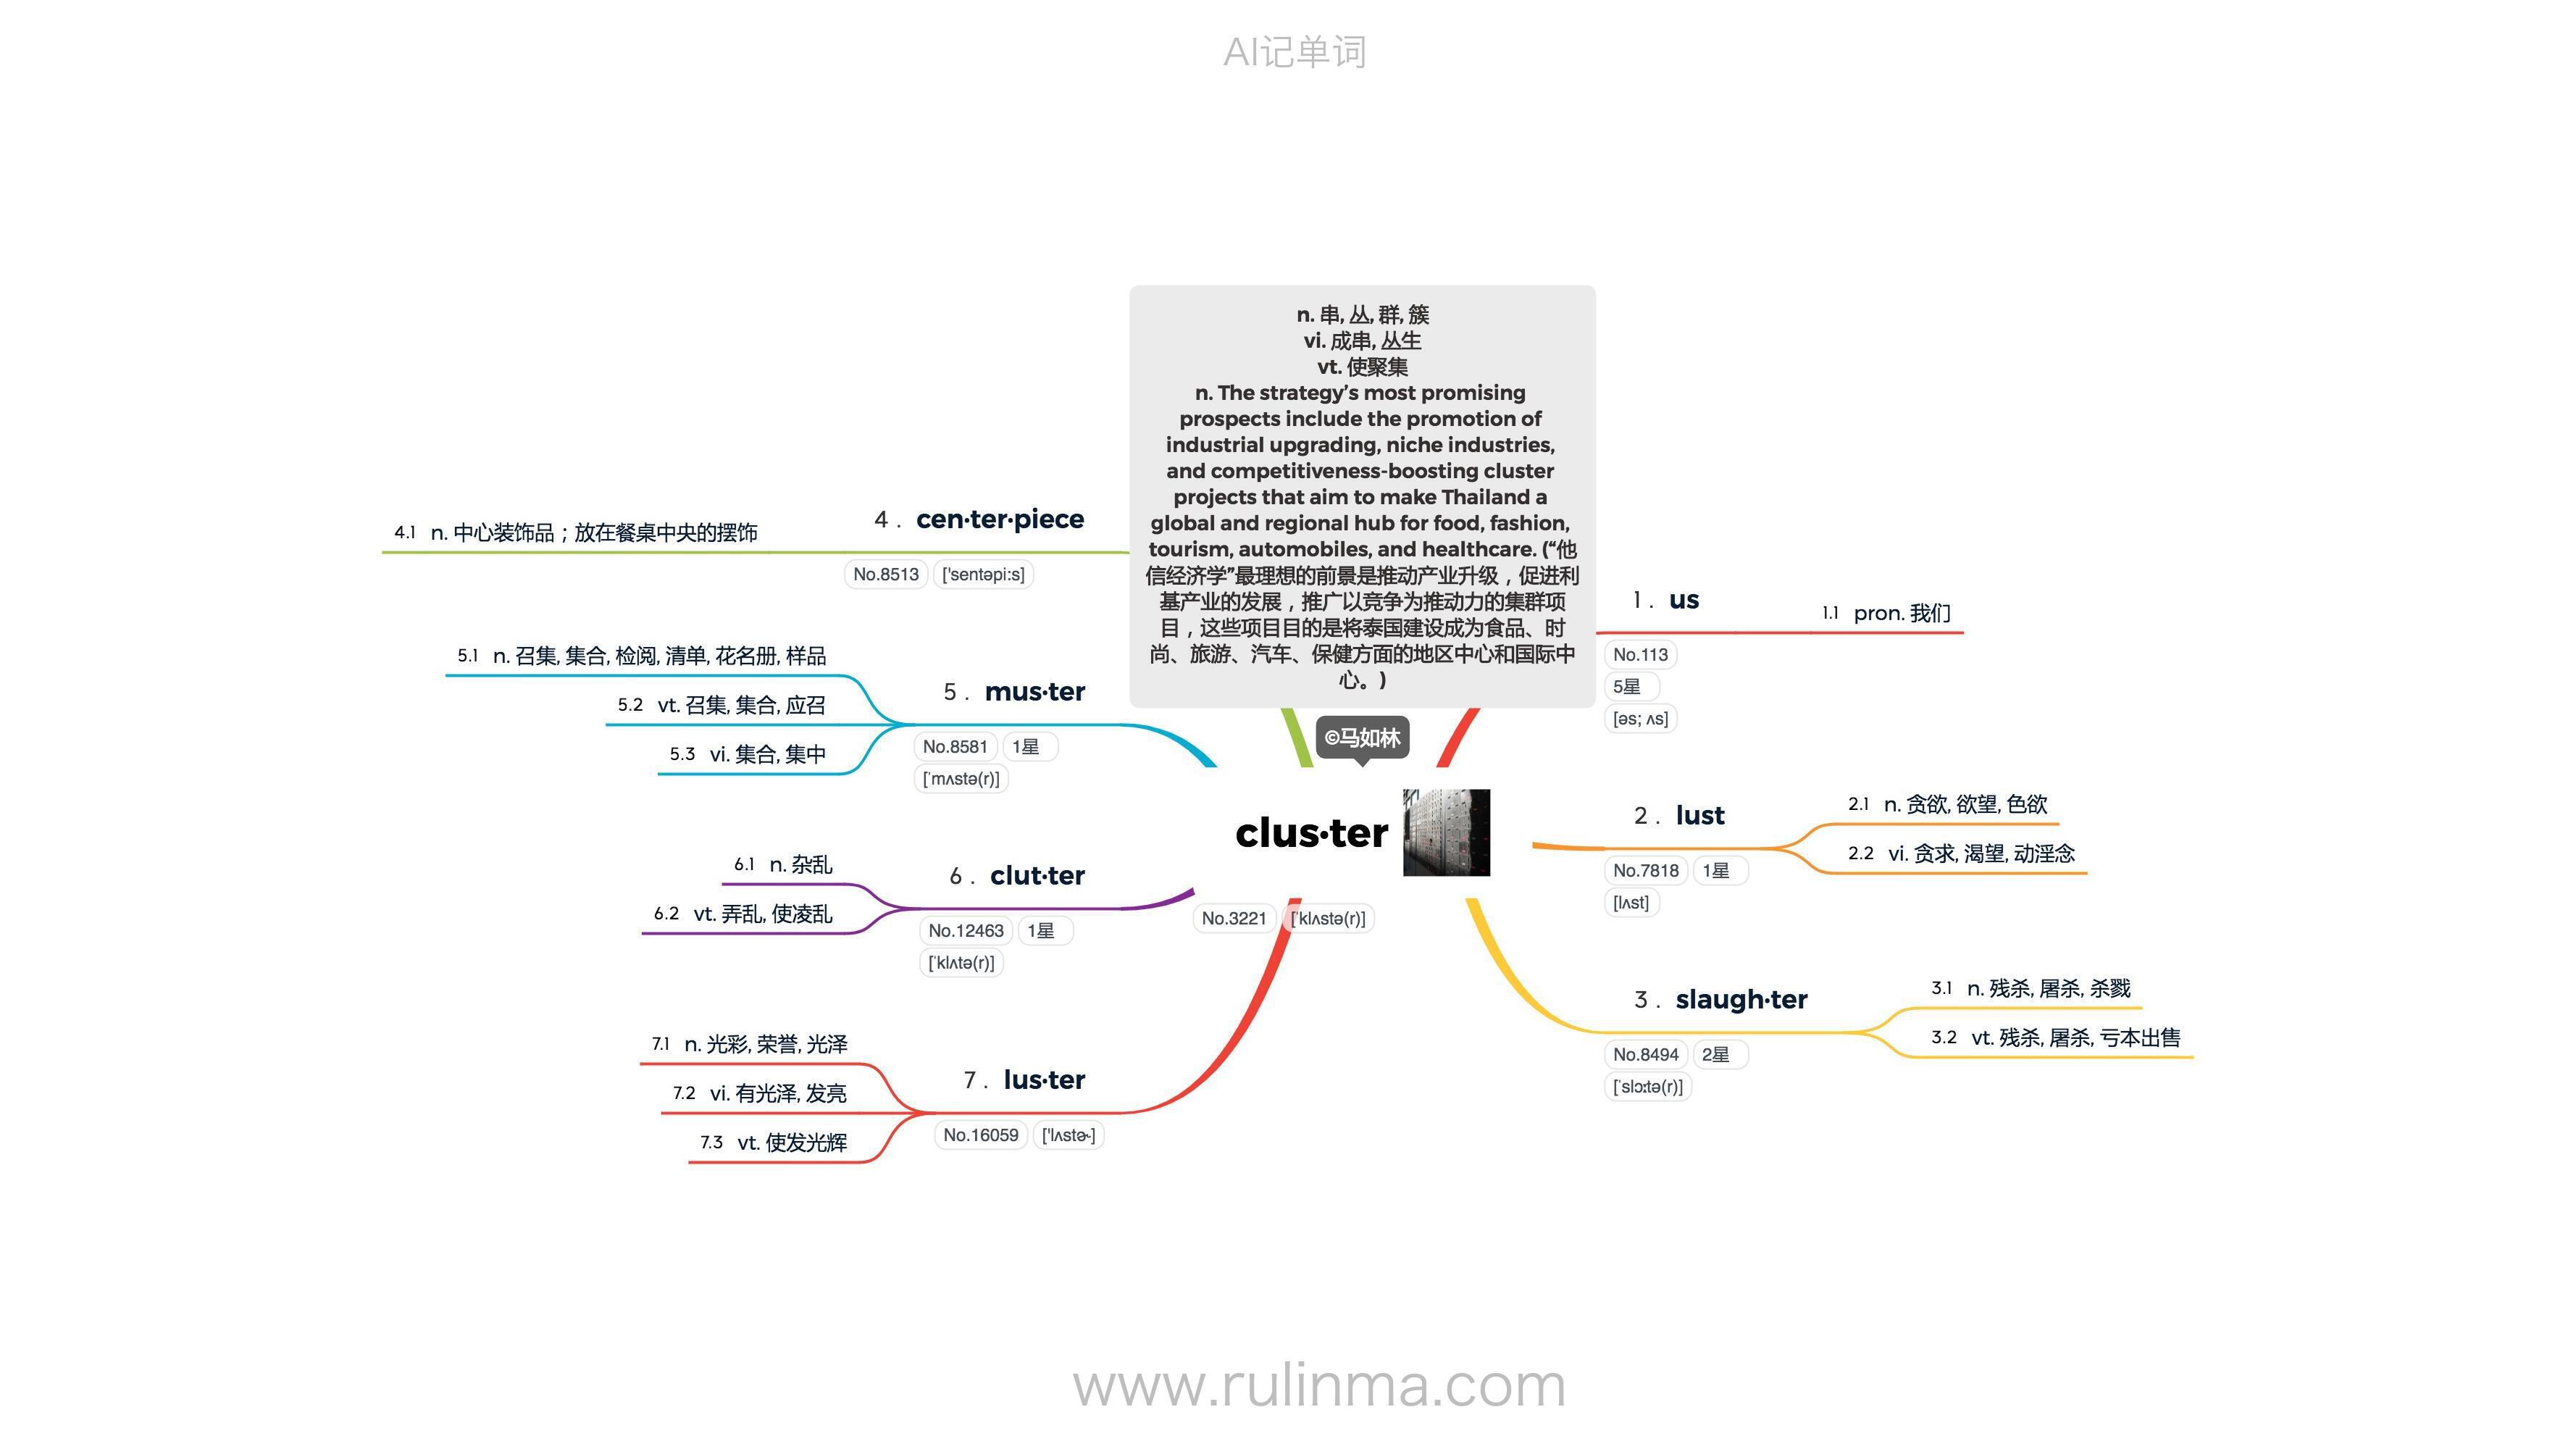 AI记单词
n. 串, 丛, 群, 簇
vi. 成串, 丛生
vt. 使聚集
n. The strategy’s most promising
prospects include the promotion of
industrial upgrading, niche industries,
and competitiveness-boosting cluster
projects that aim to make Thailand a
global and regional hub for food, fashion,
tourism, automobiles, and healthcare. (“他
信经济学”最理想的前景是推动产业升级，促进利
基产业的发展，推广以竞争为推动力的集群项
目，这些项目目的是将泰国建设成为食品、时
尚、旅游、汽车、保健方面的地区中心和国际中
心。)
©马如林
clus·ter
No.3221 [ˈklʌstə(r)]
1. us
No.113
5星
[əs; ʌs]
1.1 pron. 我们
2. lust
No.7818 1星
[lʌst]
2.1 n. 贪欲, 欲望, 色欲
2.2 vi. 贪求, 渴望, 动淫念
3. slaugh·ter
No.8494 2星
[ˈslɔːtə(r)]
3.1 n. 残杀, 屠杀, 杀戮
3.2 vt. 残杀, 屠杀, 亏本出售
4. cen·ter·piece
No.8513 ['sentəpi:s]
4.1 n. 中心装饰品；放在餐桌中央的摆饰
5. mus·ter
No.8581 1星
[ˈmʌstə(r)]
5.1 n. 召集, 集合, 检阅, 清单, 花名册, 样品
5.2 vt. 召集, 集合, 应召
5.3 vi. 集合, 集中
6. clut·ter
No.12463 1星
[ˈklʌtə(r)]
6.1 n. 杂乱
6.2 vt. 弄乱, 使凌乱
7. lus·ter
No.16059 ['lʌstɚ]
7.1 n. 光彩, 荣誉, 光泽
7.2 vi. 有光泽, 发亮
7.3 vt. 使发光辉
www.rulinma.com